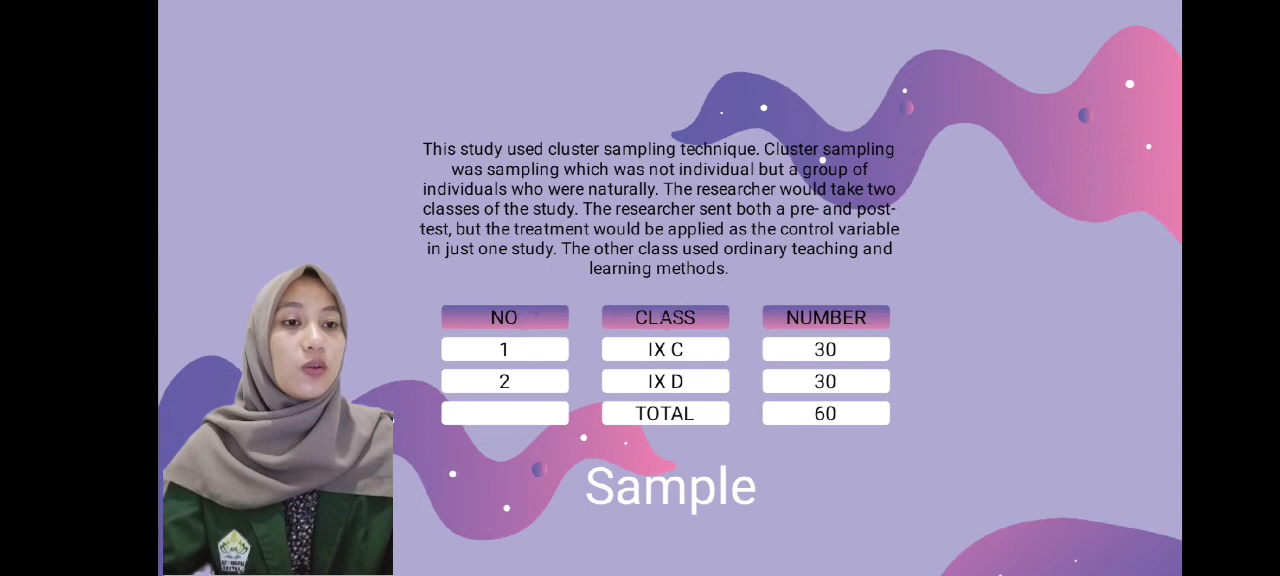 This study used cluster sampling technique. Cluster sampling
was sampling which was not individual but a group of
individuals who were naturally. The researcher would take two
classes of the study. The researcher sent both a pre- and post-
test, but the treatment would be applied as the control variable
in just one study. The other class used ordinary teaching and
learning methods.
NO CLASS NUMBER
1 IX C 30
2 IX D 30
TOTAL 60
Sample